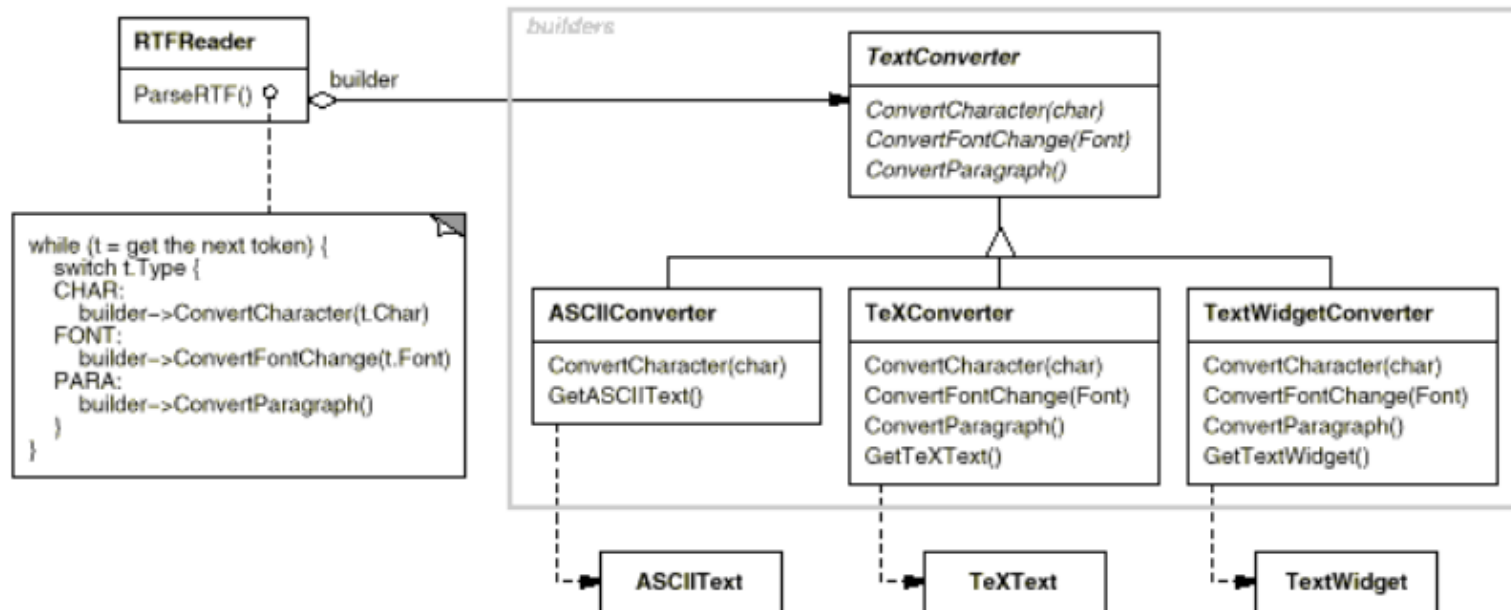 builders
RTFReader
ParseRTF()
builder
TextConverter
ConvertCharacter(char)
ConvertFontChange(Font)
ConvertParagraph()
while (t = get the next token) {
switch t.Type {
CHAR:
builder->ConvertCharacter(t.Char)
FONT:
builder->ConvertFontChange(t.Font)
PARA:
builder->ConvertParagraph()
}
}
ASCIIConverter
ConvertCharacter(char)
GetASCIIText()
TeXConverter
ConvertCharacter(char)
ConvertFontChange(Font)
ConvertParagraph()
GetTeXText()
TextWidgetConverter
ConvertCharacter(char)
ConvertFontChange(Font)
ConvertParagraph()
GetTextWidget()
ASCIIText
TeXText
TextWidget